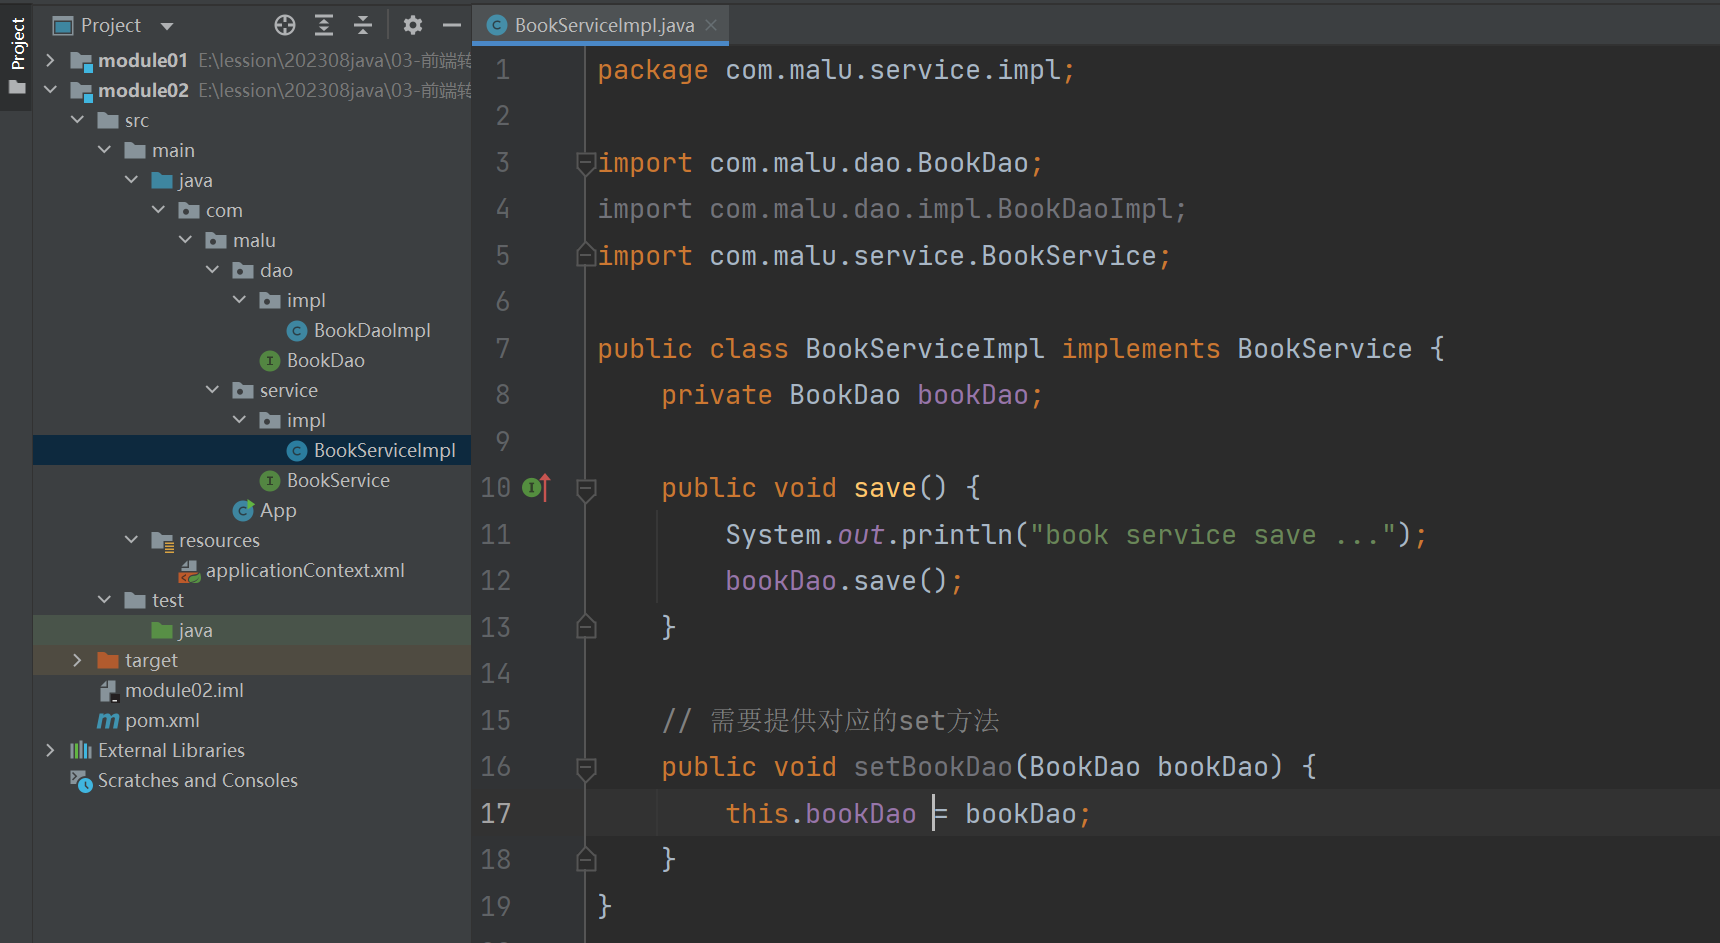 Project
Project
module01 E:\lession\202308java\03-前端转
module02 E:\lession\202308java\03-前端转
src
main
java
com
malu
dao
impl
BookDaoImpl
BookDao
service
impl
BookServiceImpl
BookService
App
resources
applicationContext.xml
test
java
target
module02.iml
pom.xml
External Libraries
Scratches and Consoles
BookServiceImpl.java
1 package com.malu.service.impl;
2
3 import com.malu.dao.BookDao;
4 import com.malu.dao.impl.BookDaoImpl;
5 import com.malu.service.BookService;
6
7 public class BookServiceImpl implements BookService {
8 private BookDao bookDao;
9
10 public void save() {
11 System.out.println("book service save ...");
12 bookDao.save();
13 }
14
15 // 需要提供对应的set方法
16 public void setBookDao(BookDao bookDao) {
17 this.bookDao = bookDao;
18 }
19 }